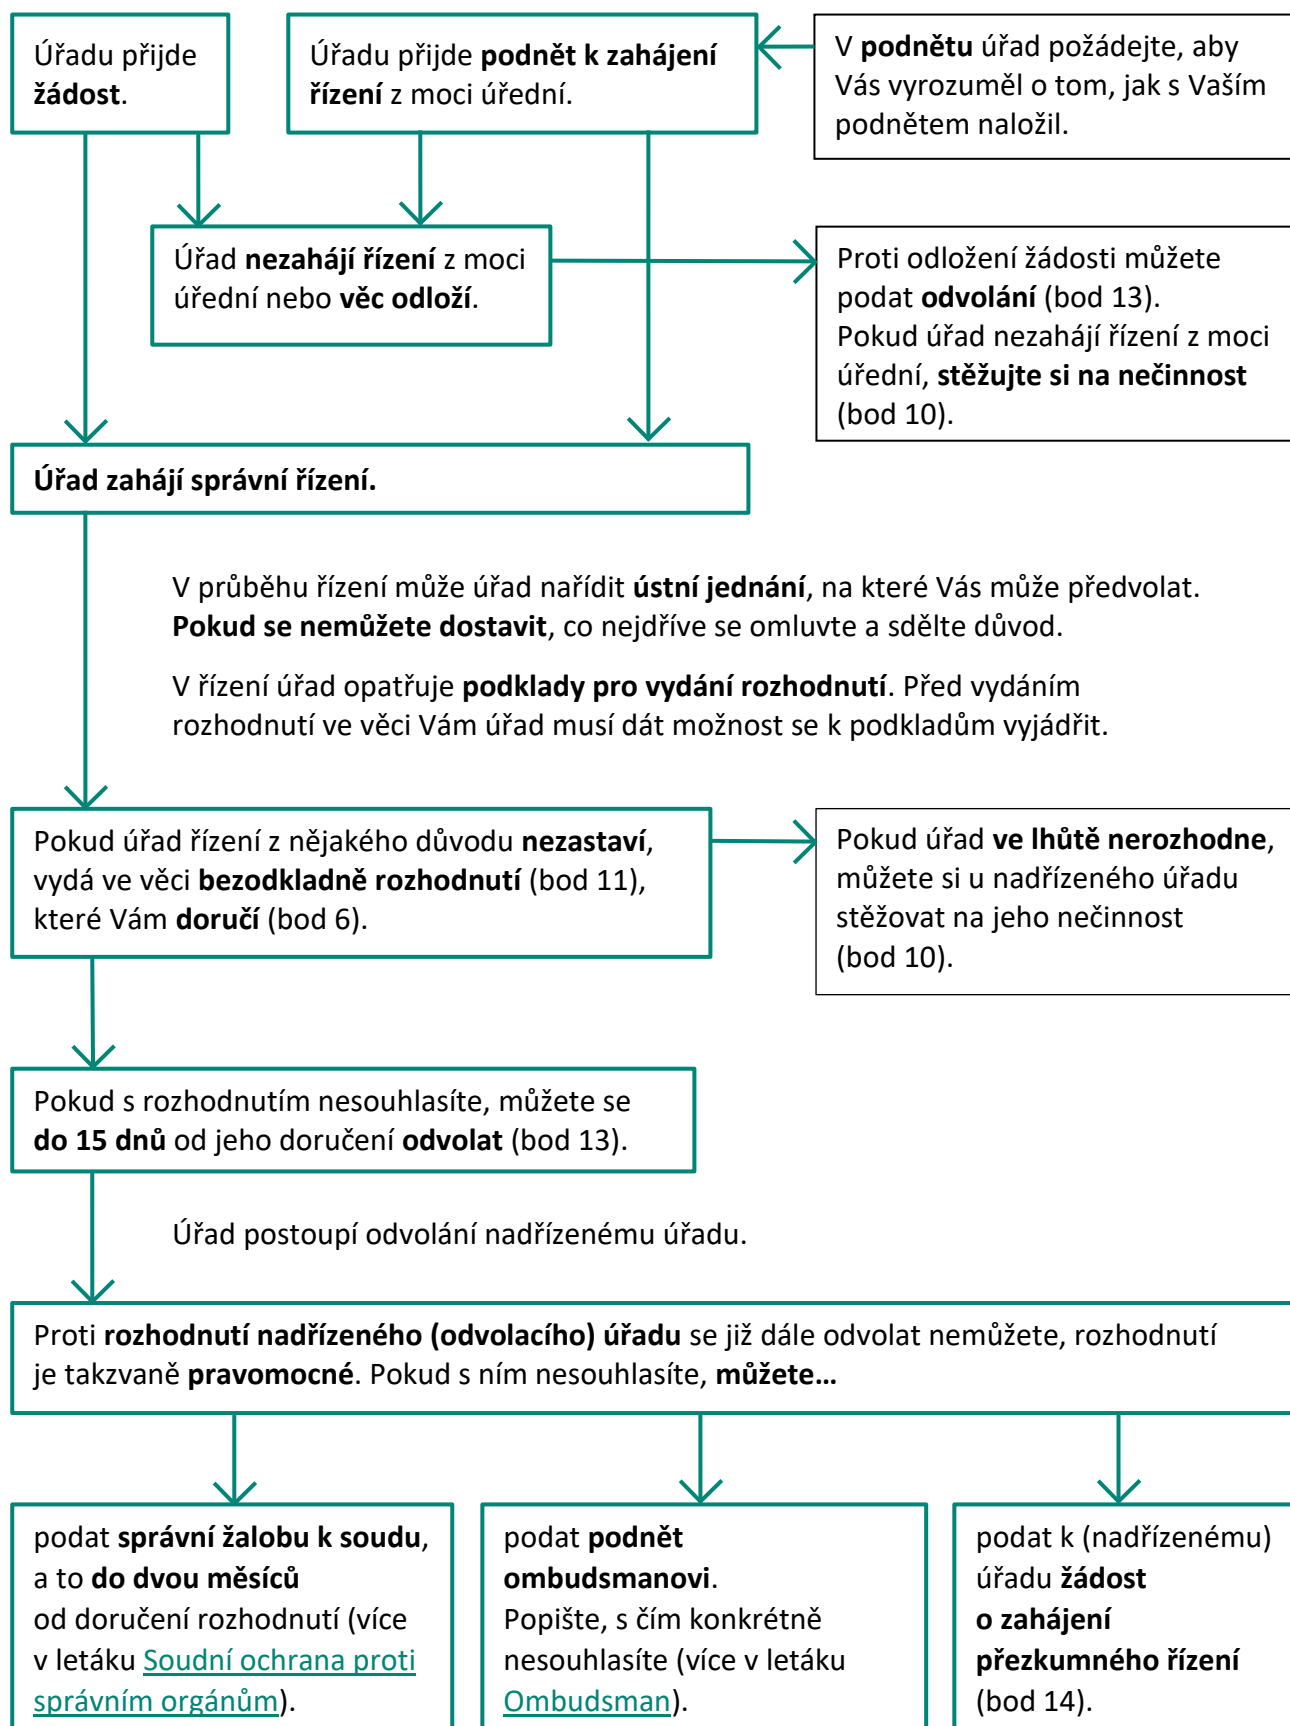 Úřadu přijde
žádost.
Úřadu přijde podnět k zahájení
řízení z moci úřední.
V podnětu úřad požádejte, aby
Vás vyrozuměl o tom, jak s Vaším
podnětem naložil.
Úřad nezahájí řízení z moci
úřední nebo věc odloží.
Proti odložení žádosti můžete
podat odvolání (bod 13).
Pokud úřad nezahájí řízení z moci
úřední, stěžujte si na nečinnost
(bod 10).
Úřad zahájí správní řízení.
V průběhu řízení může úřad nařídit ústní jednání, na které Vás může předvolat.
Pokud se nemůžete dostavit, co nejdříve se omluvte a sdělte důvod.
V řízení úřad opatřuje podklady pro vydání rozhodnutí. Před vydáním
rozhodnutí ve věci Vám úřad musí dát možnost se k podkladům vyjádřit.
Pokud úřad řízení z nějakého důvodu nezastaví,
vydá ve věci bezodkladně rozhodnutí (bod 11),
které Vám doručí (bod 6).
Pokud úřad ve lhůtě nerozhodne,
můžete si u nadřízeného úřadu
stěžovat na jeho nečinnost
(bod 10).
Pokud s rozhodnutím nesouhlasíte, můžete se
do 15 dnů od jeho doručení odvolat (bod 13).
Úřad postoupí odvolání nadřízenému úřadu.
Proti rozhodnutí nadřízeného (odvolacího) úřadu se již dále odvolat nemůžete, rozhodnutí
je takzvaně pravomocné. Pokud s ním nesouhlasíte, můžete…
podat správní žalobu k soudu,
a to do dvou měsíců
od doručení rozhodnutí (více
v letáku Soudní ochrana proti
správním orgánům).
podat podnět
ombudsmanovi.
Popište, s čím konkrétně
nesouhlasíte (více v letáku
Ombudsman).
podat k (nadřízenému)
úřadu žádost
o zahájení
přezkumného řízení
(bod 14).